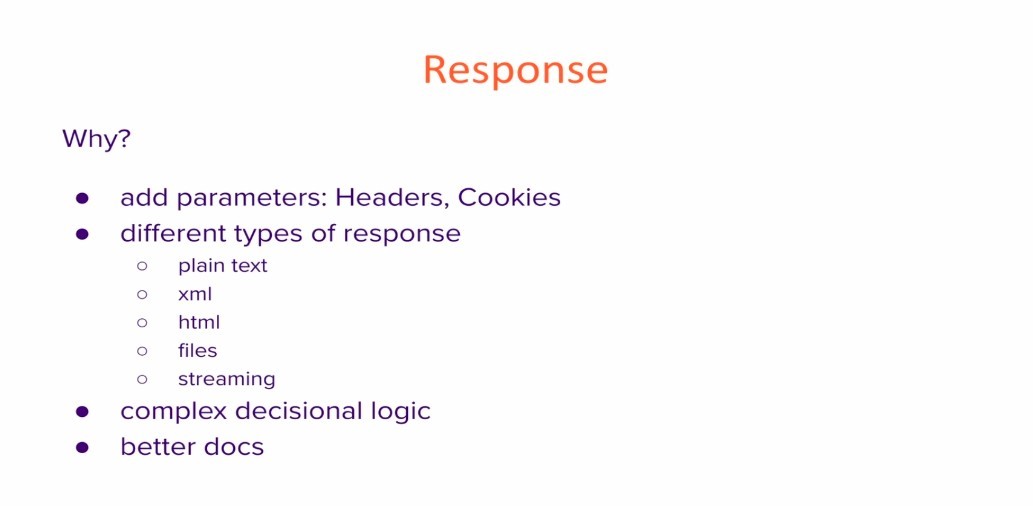 Response
Why?
● add parameters: Headers, Cookies
● different types of response
○ plain text
○ xml
○ html
○ files
○ streaming
● complex decisional logic
● better docs